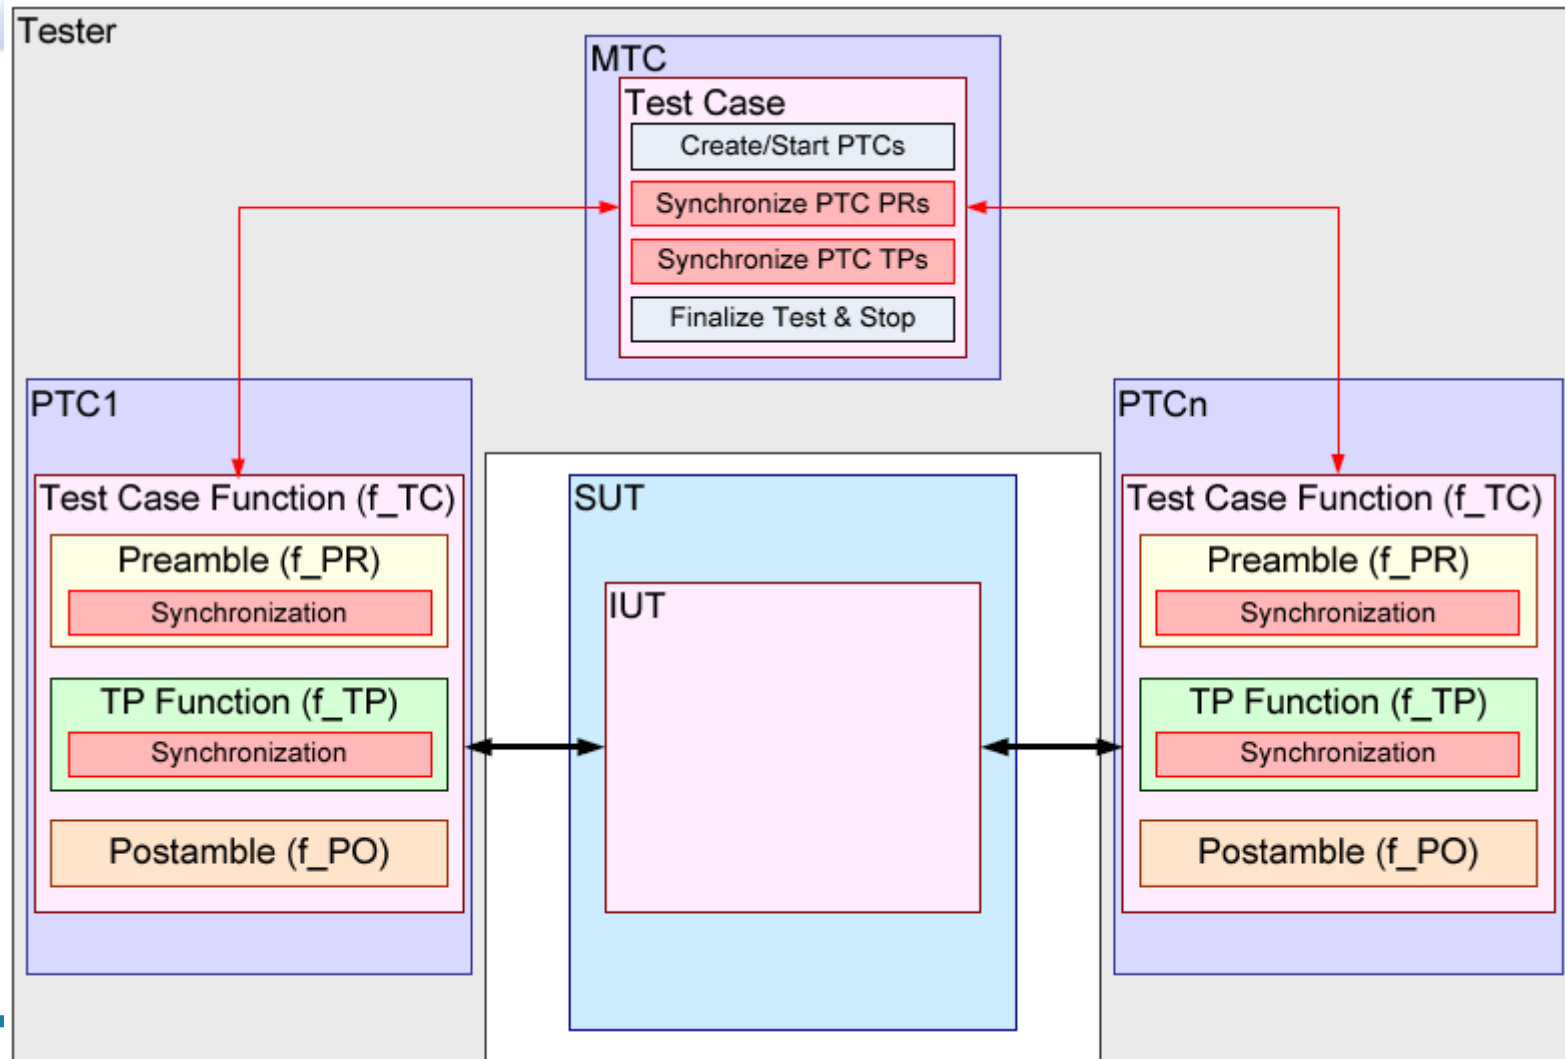 Tester
MTC
Test Case
Create/Start PTCs
Synchronize PTC PRs
Synchronize PTC TPs
Finalize Test & Stop
PTC1
Test Case Function (f_TC)
Preamble (f_PR)
Synchronization
TP Function (f_TP)
Synchronization
Postamble (f_PO)
SUT
IUT
PTCn
Test Case Function (f_TC)
Preamble (f_PR)
Synchronization
TP Function (f_TP)
Synchronization
Postamble (f_PO)